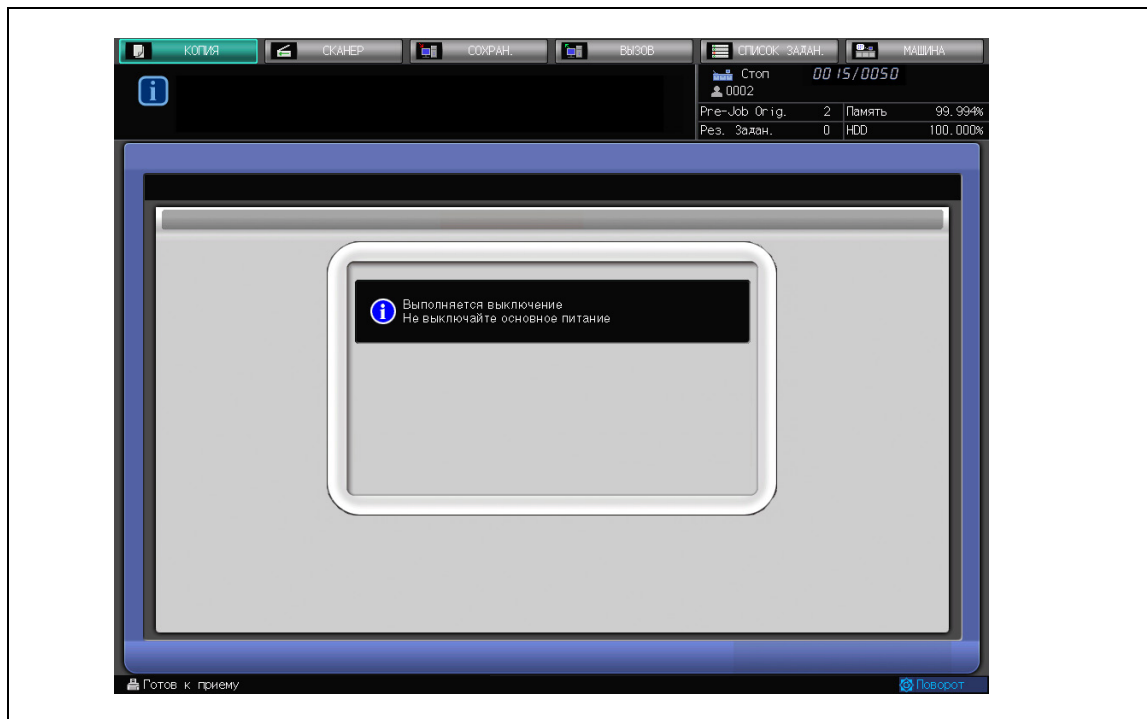 КОПИЯ СКАНЕР СОХРАН. ВЫЗОВ СПИСОК ЗАДАН. МАШИНА
Стоп 0015/0050
0002
Pre-Job Orig. 2 Память 99.994%
Рез. Задан. 0 HDD 100.000%
Выполняется выключение
Не выключайте основное питание
Готов к приему Поворот